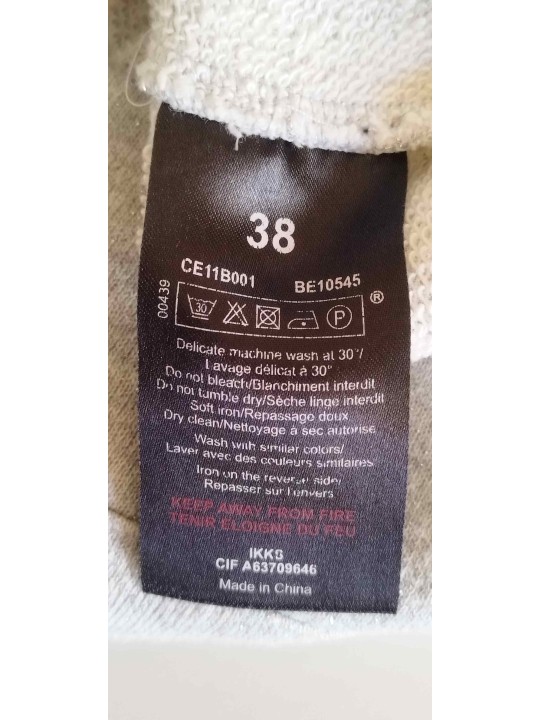 38
CE11B001 BE10545
00439
30 P ®
Delicate machine wash at 30°/
Lavage délicat à 30°
Do not bleach/Blanchiment interdit
Do not tumble dry/Sèche linge interdit
Soft iron/Repassage doux
Dry clean/Nettoyage à sec autorise
Wash with similar colors/
Laver avec des couleurs similaires
Iron on the reverse side/
Repasser sur l'envers
KEEP AWAY FROM FIRE
TENIR ELOIGNE DU FEU
IKKS
CIF A63709646
Made in China